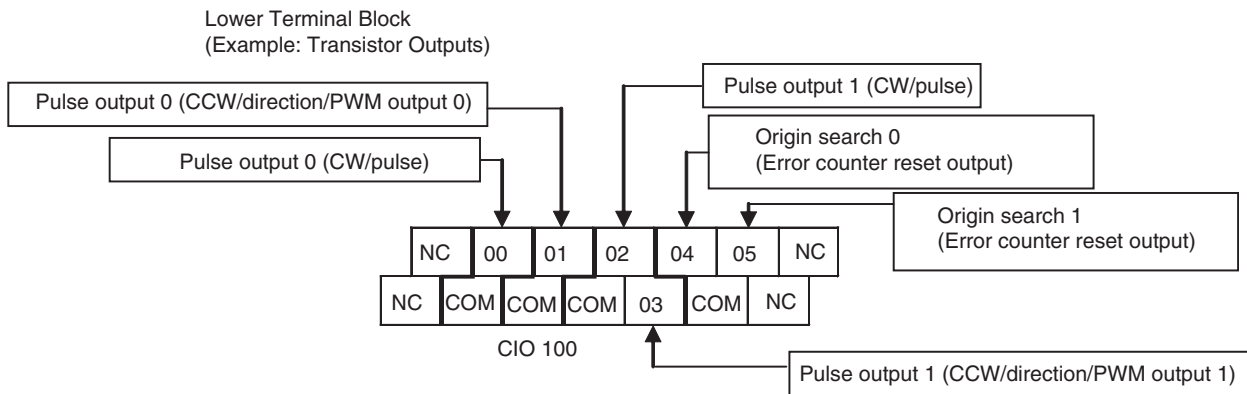 Lower Terminal Block
(Example: Transistor Outputs)
Pulse output 0 (CCW/direction/PWM output 0)
Pulse output 1 (CW/pulse)
Pulse output 0 (CW/pulse)
Origin search 0
(Error counter reset output)
Origin search 1
(Error counter reset output)
NC 00 01 02 04 05 NC
NC COM COM COM 03 COM NC
CIO 100
Pulse output 1 (CCW/direction/PWM output 1)